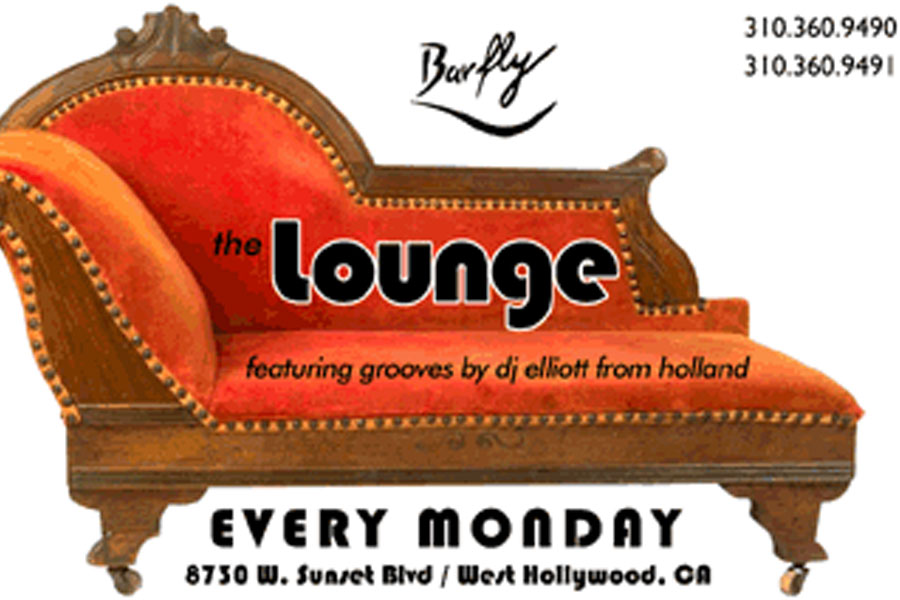 310.360.9490
Barfly
310.360.9491
the Lounge
featuring grooves by dj elliott from holland
EVERY MONDAY
8730 W. Sunset Blvd / West Hollywood, CA